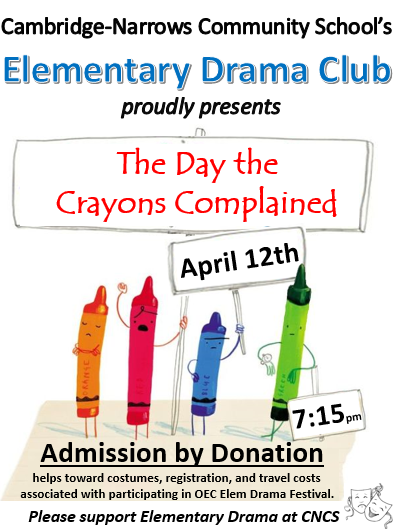 Cambridge-Narrows Community School's
Elementary Drama Club
proudly presents
The Day the
Crayons Complained
April 12th
7:15pm
Admission by Donation
helps toward costumes, registration, and travel costs
associated with participating in OEC Elem Drama Festival.
Please support Elementary Drama at CNCS